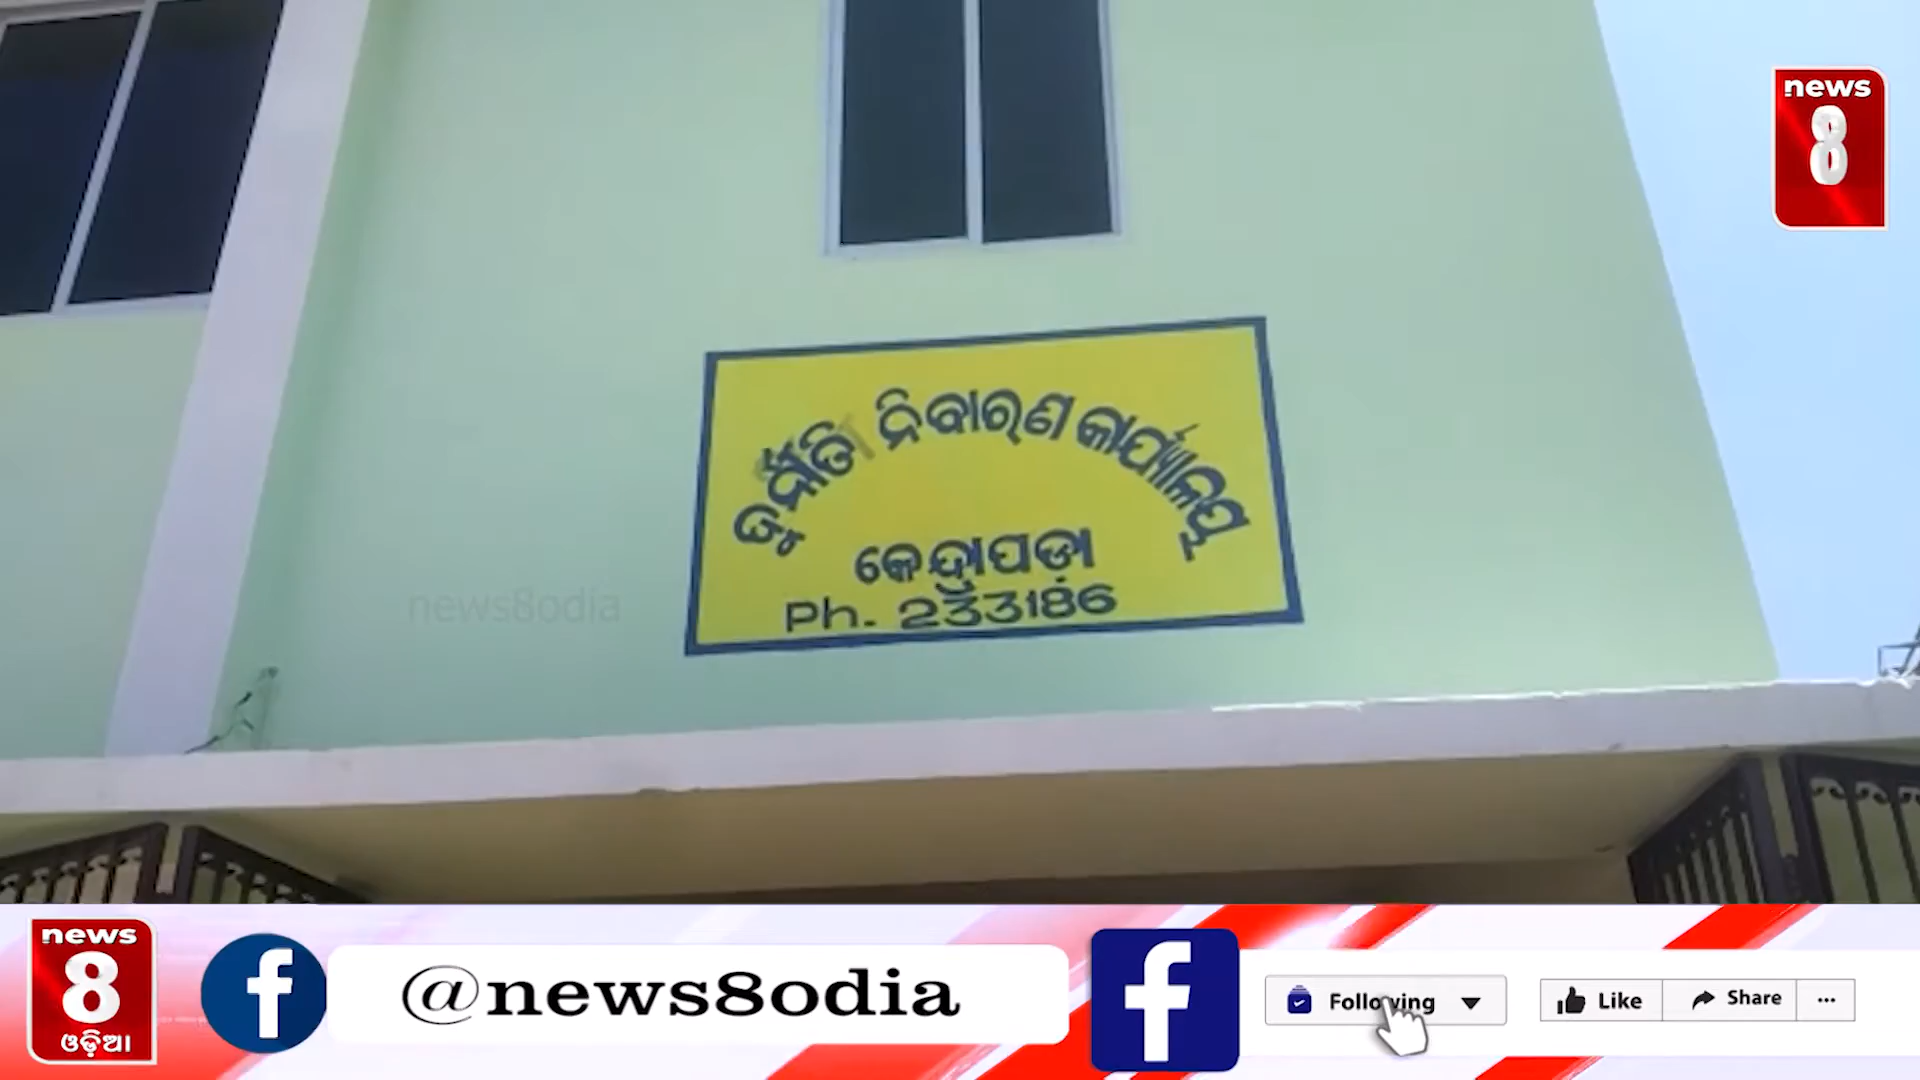 news
8
ଦୁର୍ନୀତି ନିବାରଣ କାର୍ଯ୍ୟାଳୟ
କେନ୍ଦ୍ରାପଡ଼ା
Ph. 233186
news8odia
news
8
ଓଡ଼ିଆ
@news8odia
Following
Like
Share